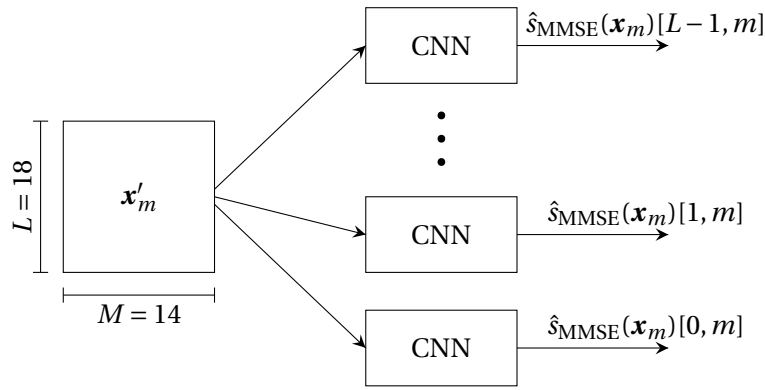 CNN
ŝ_MMSE(𝒙_m)[L − 1, m]
L = 18
𝒙′_m
CNN
ŝ_MMSE(𝒙_m)[1, m]
M = 14
CNN
ŝ_MMSE(𝒙_m)[0, m]